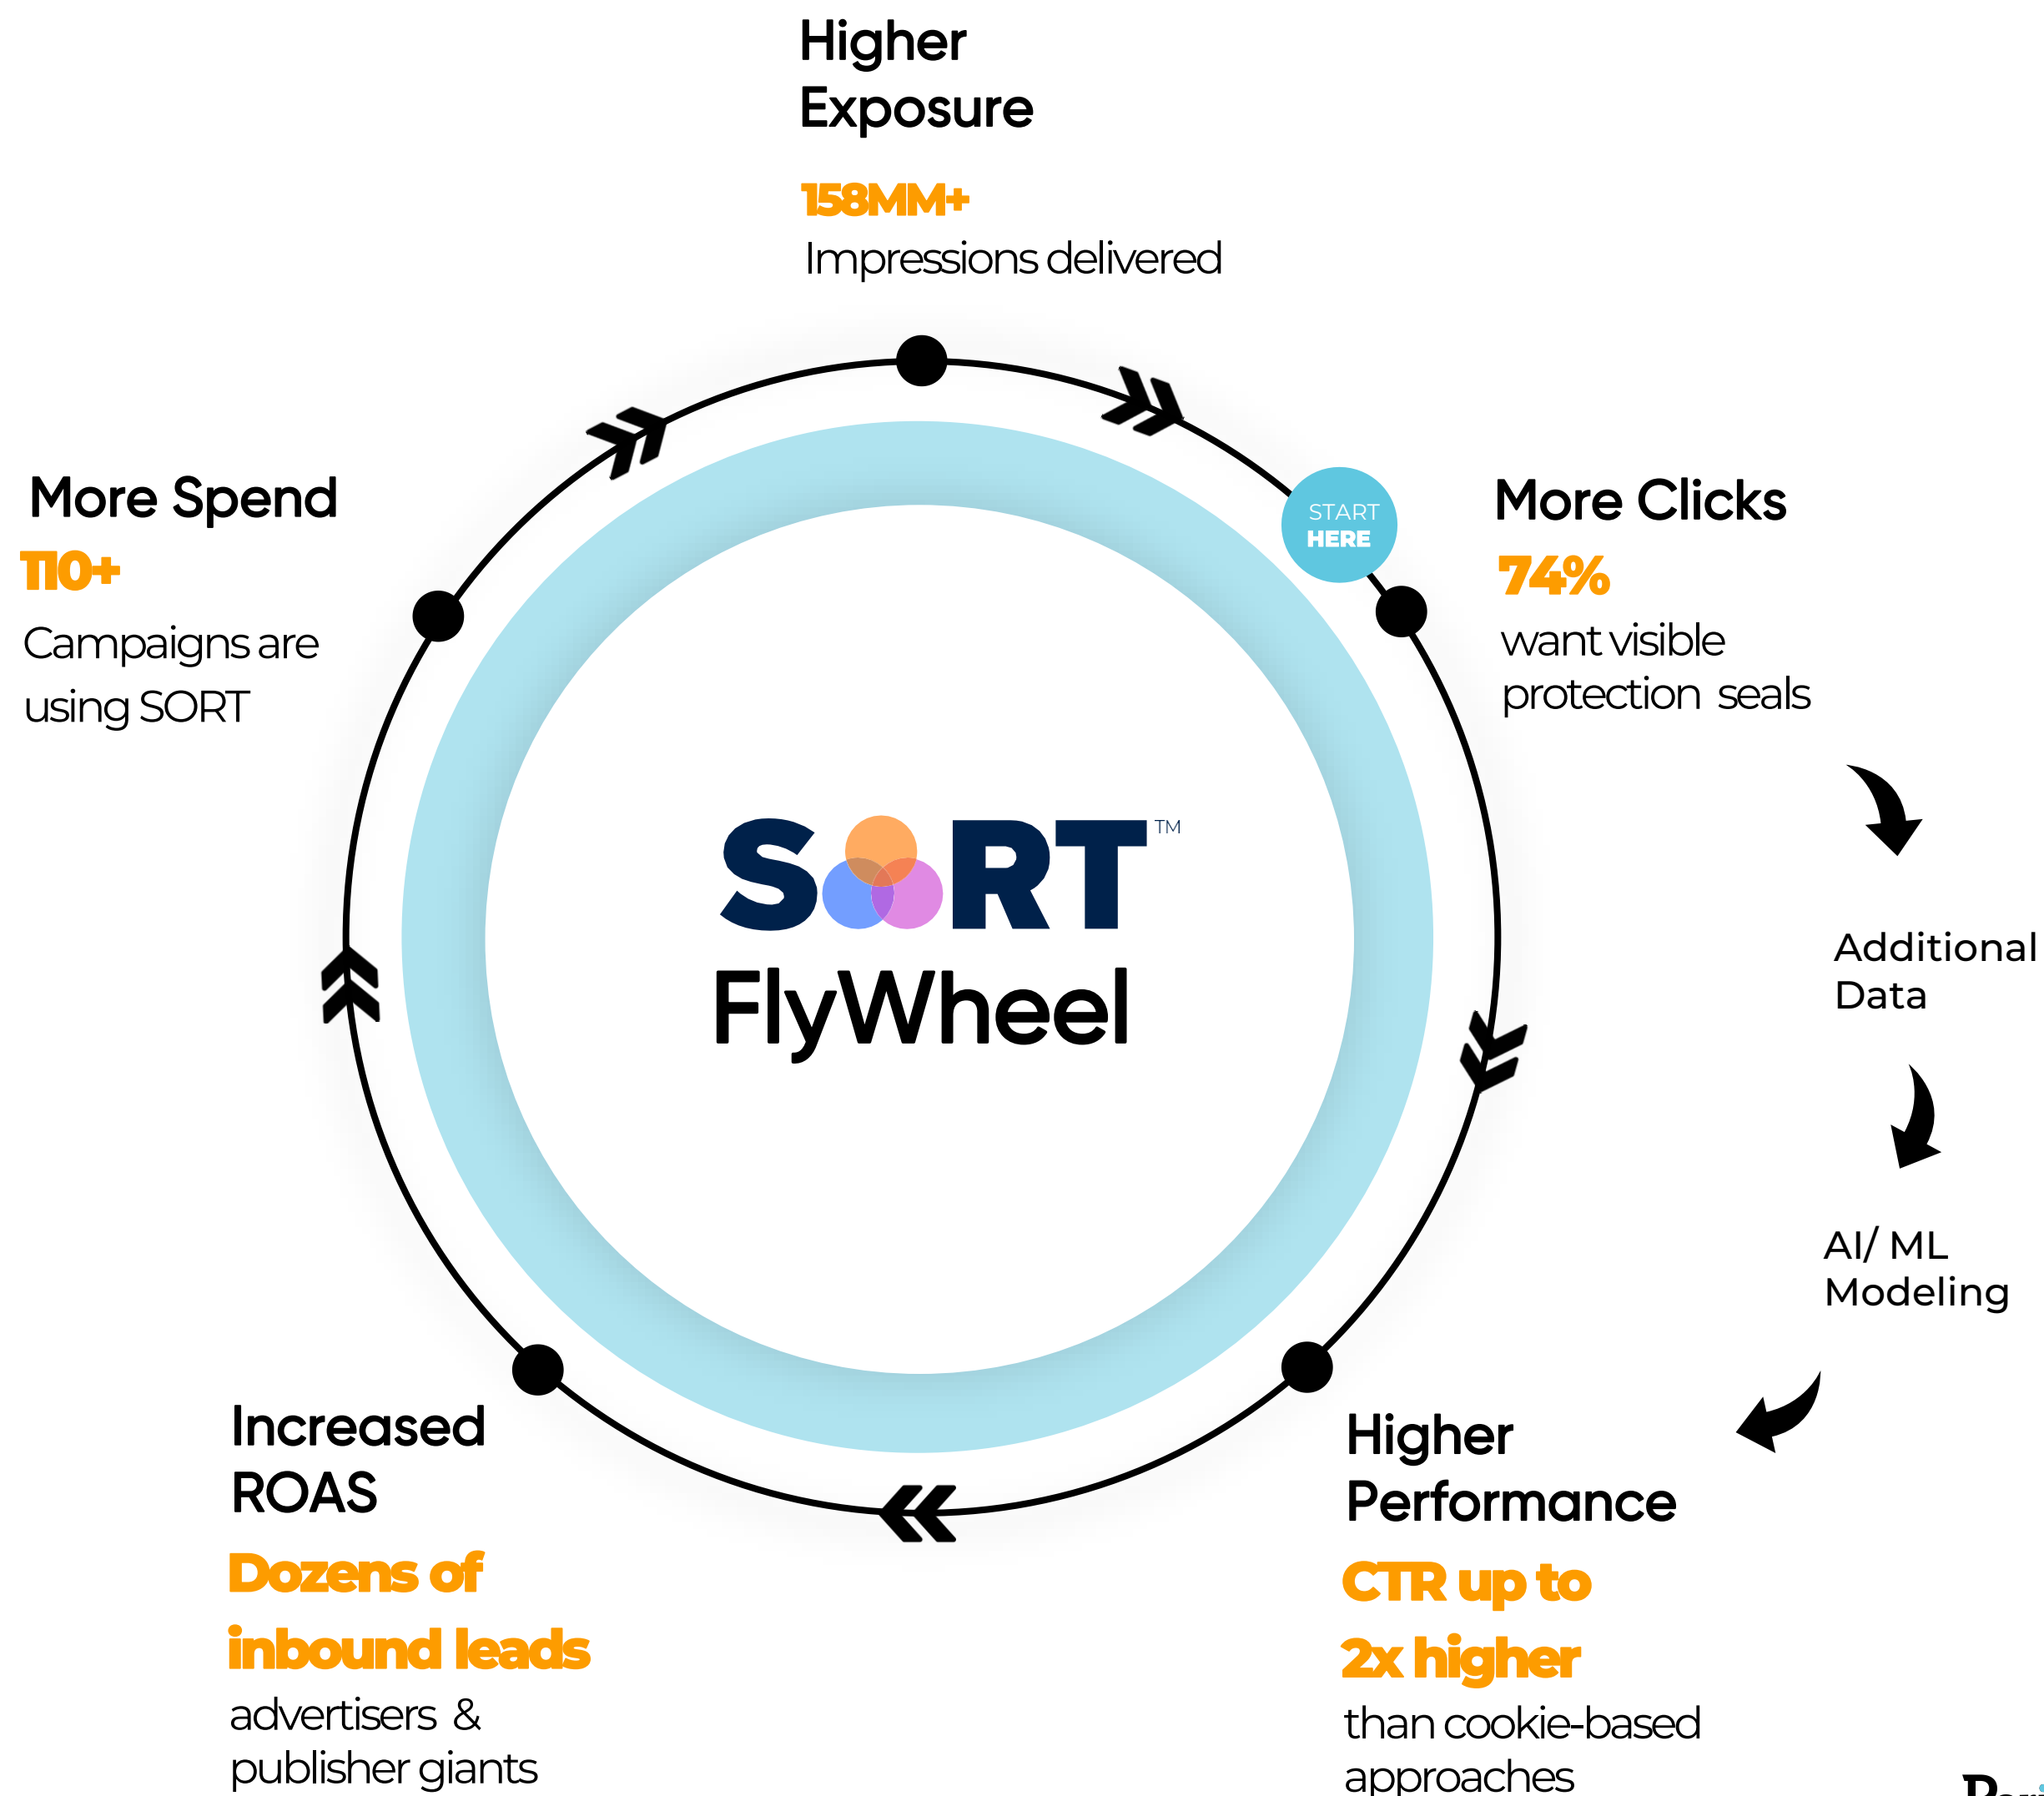 Higher
Exposure
158MM+
Impressions delivered
START
HERE
More Clicks
74%
want visible
protection seals
Additional
Data
AI/ ML
Modeling
Higher
Performance
CTR up to
2x higher
than cookie-based
approaches
Increased
ROAS
Dozens of
inbound leads
advertisers &
publisher giants
More Spend
110+
Campaigns are
using SORT
SORT™
FlyWheel